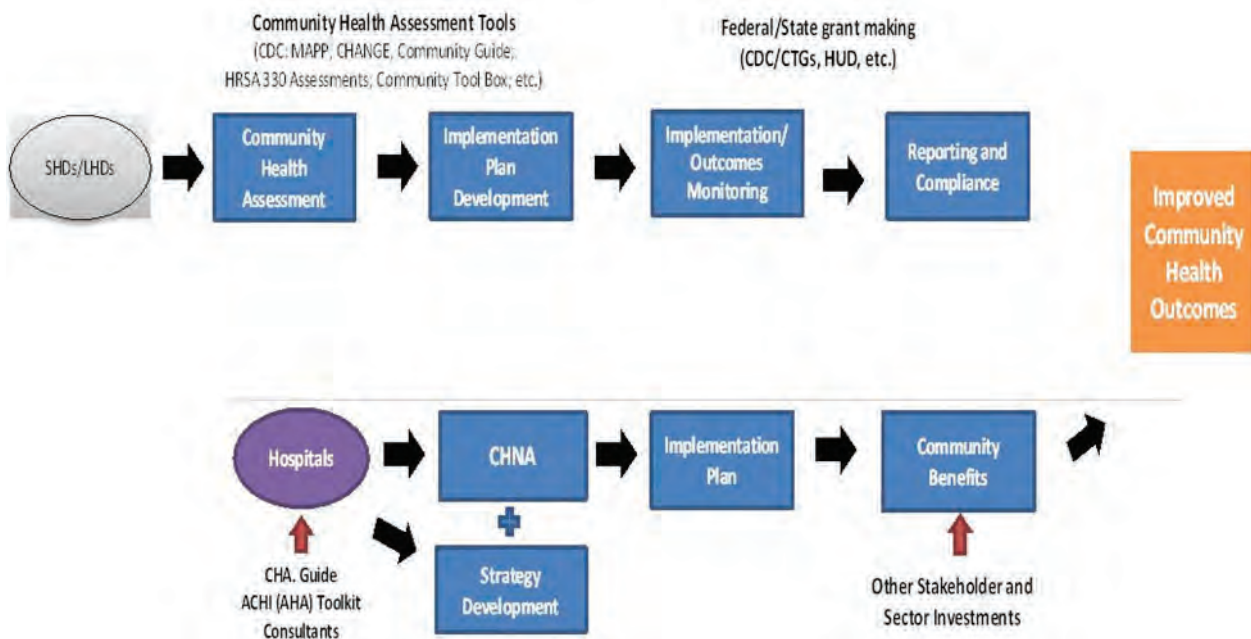 Community Health Assessment Tools
(CDC: MAPP, CHANGE, Community Guide;
HRSA 330 Assessments; Community Tool Box; etc.)
Federal/State grant making
(CDC/CTGs, HUD, etc.)
SHDs/LHDs
Community
Health
Assessment
Implementation
Plan
Development
Implementation/
Outcomes
Monitoring
Reporting and
Compliance
Improved
Community
Health
Outcomes
Hospitals
CHNA
Implementation
Plan
Community
Benefits
Strategy
Development
CHA. Guide
ACHI (AHA) Toolkit
Consultants
Other Stakeholder and
Sector Investments